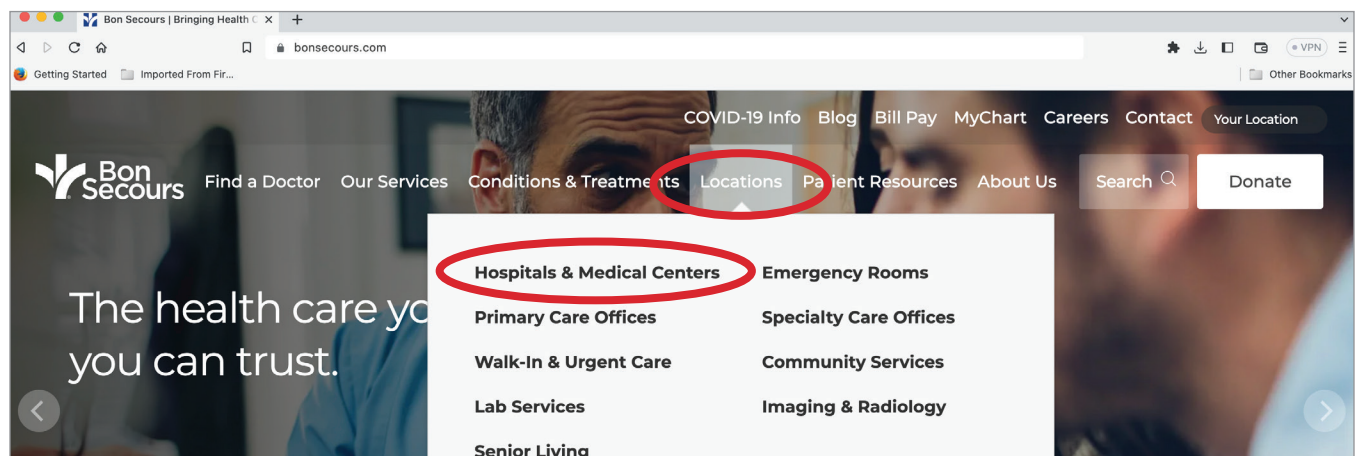 Bon Secours | Bringing Health C
bonsecours.com
VPN
Getting Started Imported From Fir...
Other Bookmarks
COVID-19 Info Blog Bill Pay MyChart Careers Contact Your Location
Bon
Secours
Find a Doctor Our Services Conditions & Treatments Locations Patient Resources About Us Search Donate
Hospitals & Medical Centers Emergency Rooms
Primary Care Offices Specialty Care Offices
Walk-In & Urgent Care Community Services
Lab Services Imaging & Radiology
Senior Living
The health care yo
you can trust.